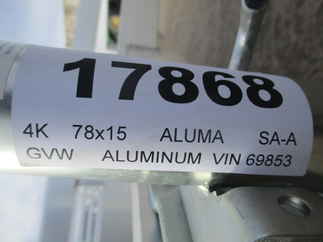 17868
4K 78x15 ALUMA SA-A
GVW ALUMINUM VIN 69853